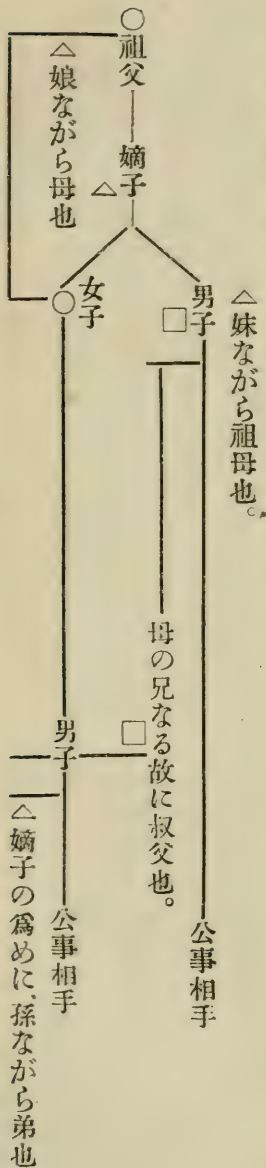 △妹ながら祖母也。
○祖父
嫡子
△
△娘ながら母也
男子
□
女子
○
公事相手
母の兄なる故に叔父也。
□
男子
公事相手
△嫡子の爲めに、孫ながら弟也